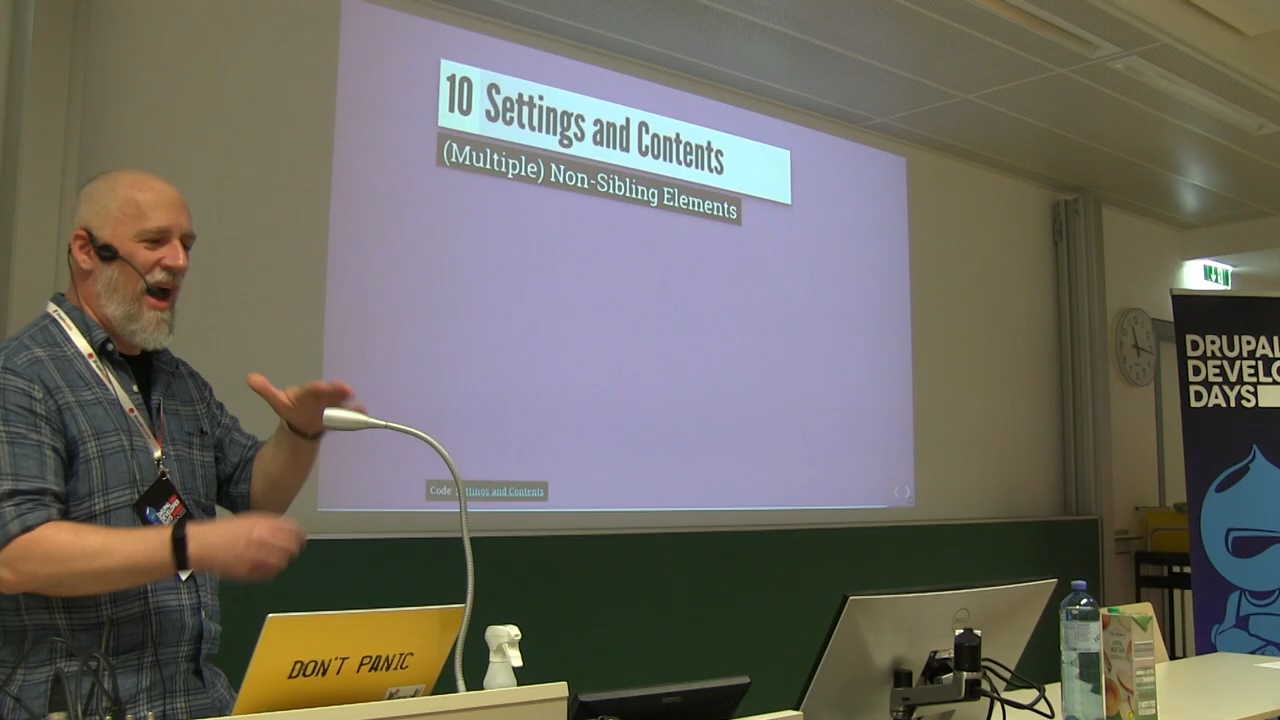 10 Settings and Contents
(Multiple) Non-Sibling Elements
Code: Settings and Contents
DON'T PANIC
DRUPAL
DEVELO
DAYS